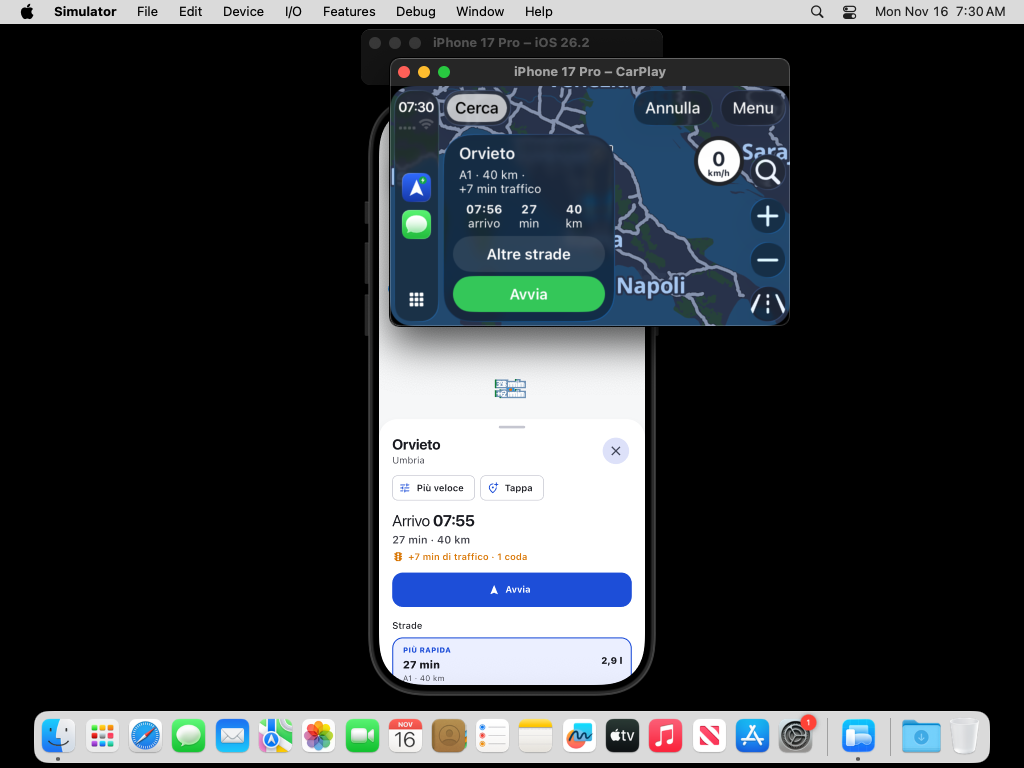 Simulator File Edit Device I/O Features Debug Window Help Mon Nov 16 7:30 AM
iPhone 17 Pro – iOS 26.2
iPhone 17 Pro – CarPlay
07:30
Cerca
Annulla
Menu
Orvieto
A1 · 40 km ·
+7 min traffico
07:56 27 40
arrivo min km
Altre strade
Avvia
0
km/h
Sara
Napoli
Orvieto
Umbria
Più veloce
Tappa
Arrivo 07:55
27 min · 40 km
+7 min di traffico · 1 coda
Avvia
Strade
PIÙ RAPIDA
27 min
2,9 l
A1 · 40 km
NOV
16
tv
1